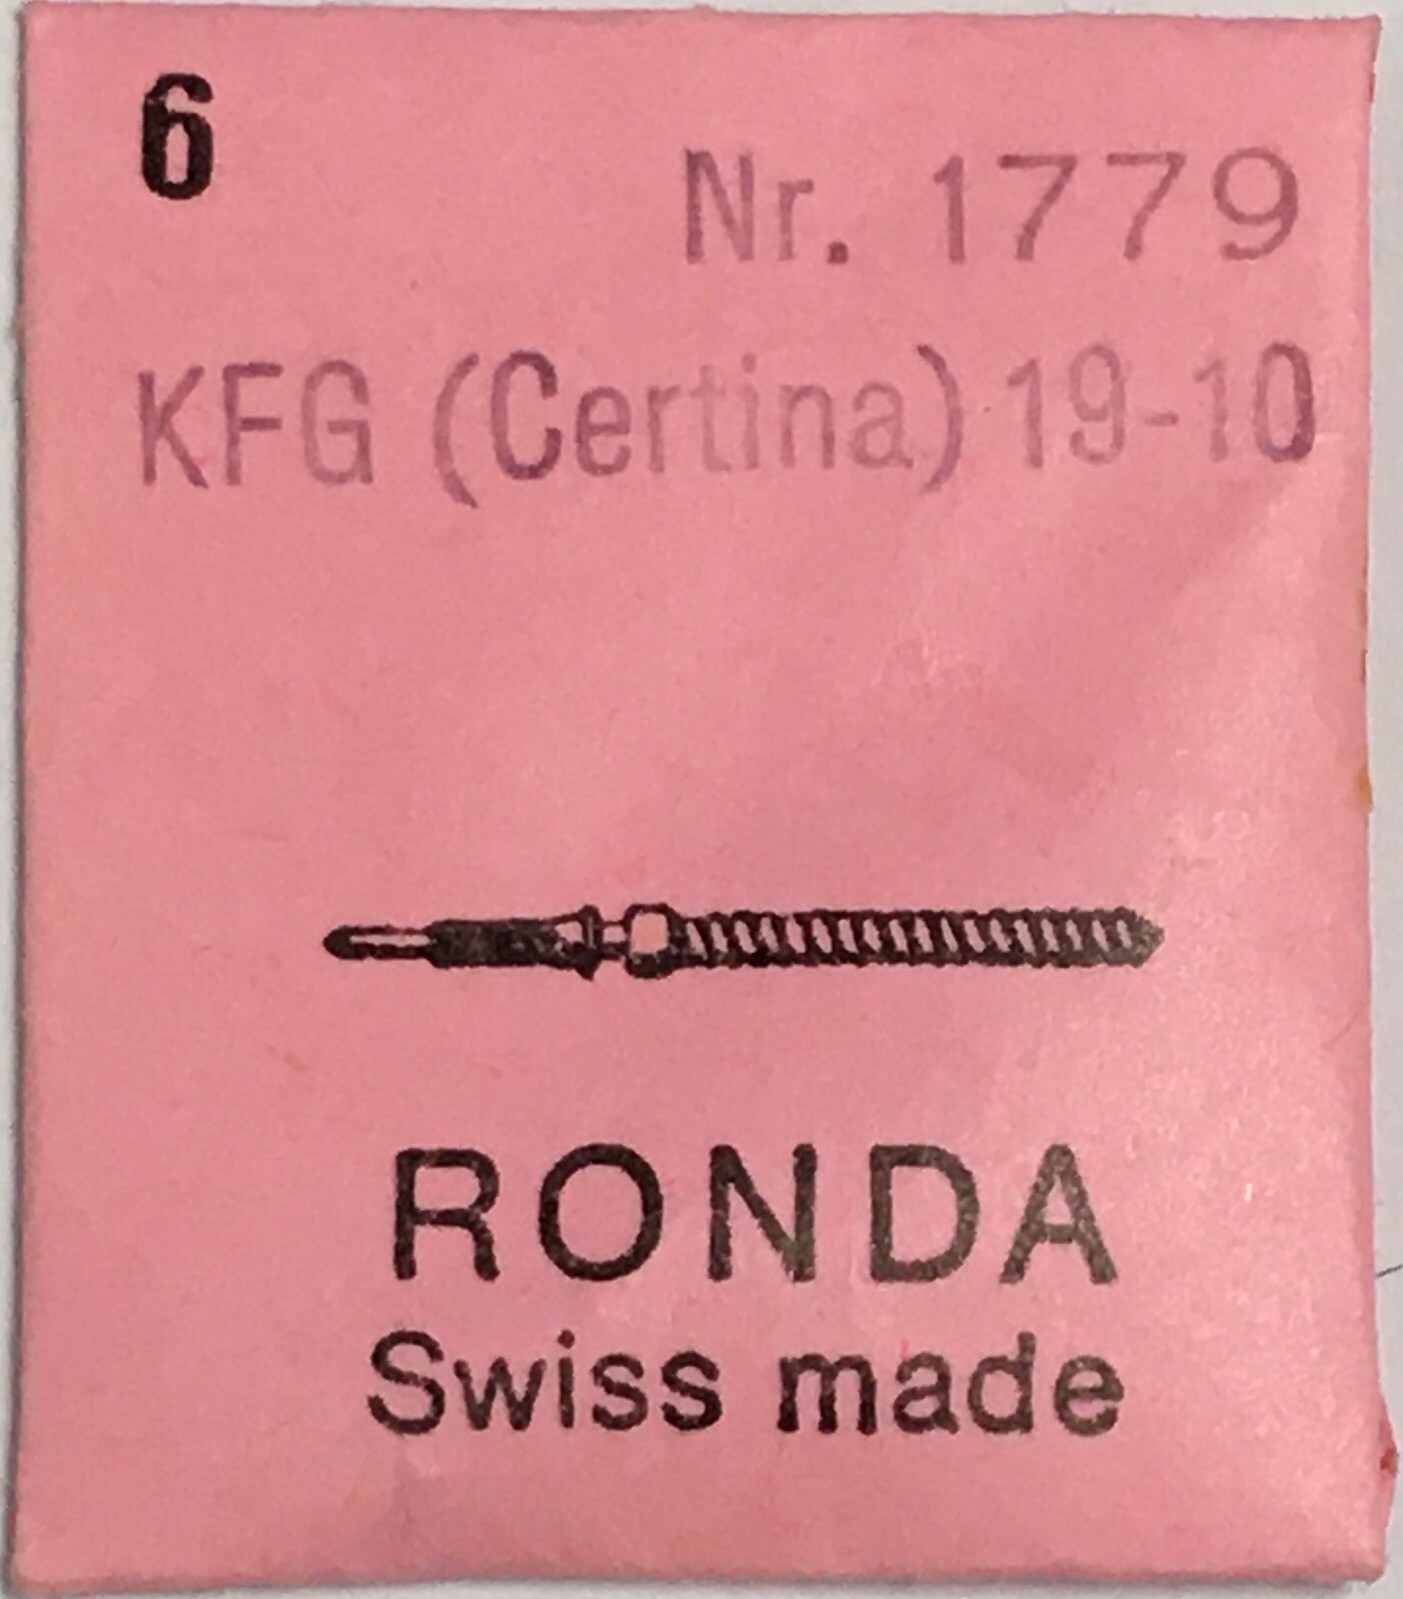 6
Nr. 1779
KFG (Certina) 19-10
RONDA
Swiss made